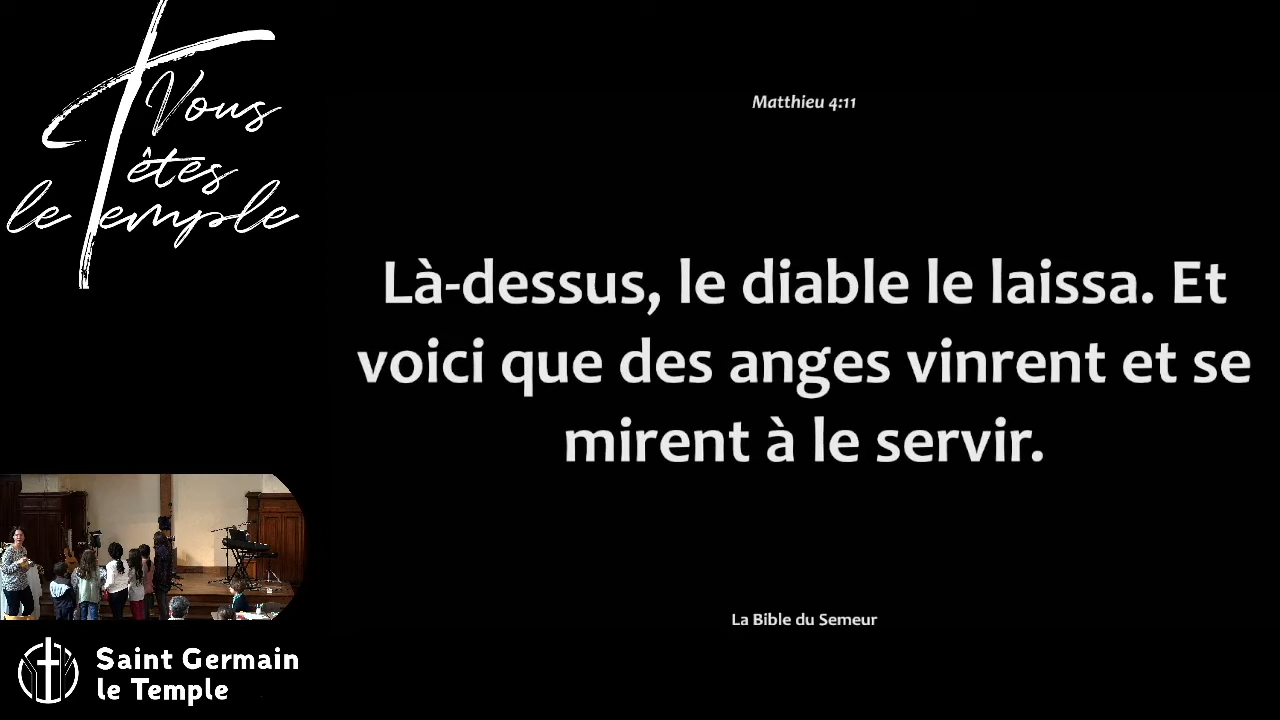 Vous
êtes
le Temple
Matthieu 4:11
Là-dessus, le diable le laissa. Et
voici que des anges vinrent et se
mirent à le servir.
La Bible du Semeur
Saint Germain
le Temple